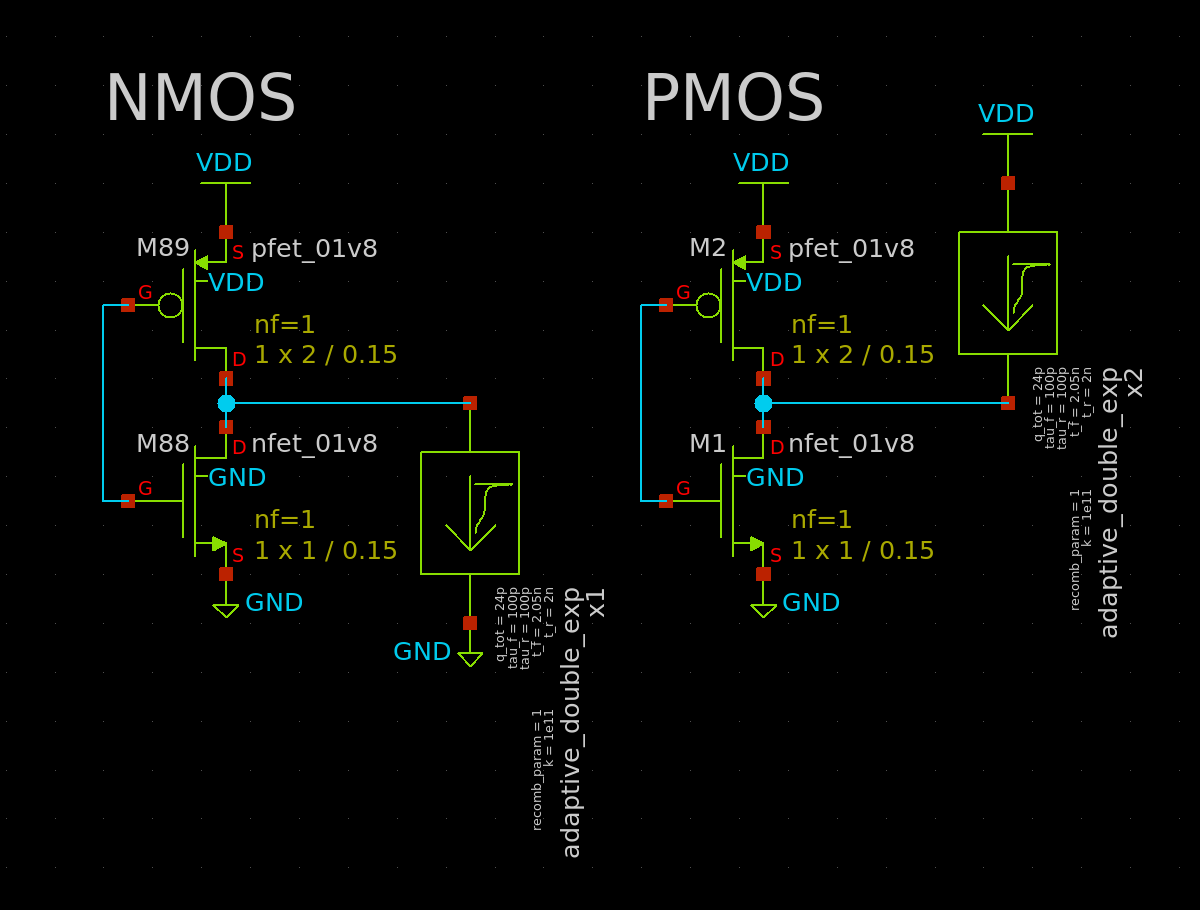 NMOS
VDD
M89
S
pfet_01v8
VDD
G
nf=1
1 x 2 / 0.15
D
M88
D
nfet_01v8
GND
G
nf=1
1 x 1 / 0.15
S
GND
GND
q_tot = 24p
tau_f = 100p
tau_r = 100p
t_f = 2.05n
t_r = 2n
recomb_param = 1
k = 1e11
adaptive_double_exp
x1
PMOS
VDD
VDD
M2
S
pfet_01v8
VDD
G
nf=1
1 x 2 / 0.15
D
M1
D
nfet_01v8
GND
G
nf=1
1 x 1 / 0.15
S
GND
q_tot = 24p
tau_f = 100p
tau_r = 100p
t_f = 2.05n
t_r = 2n
recomb_param = 1
k = 1e11
adaptive_double_exp
x2